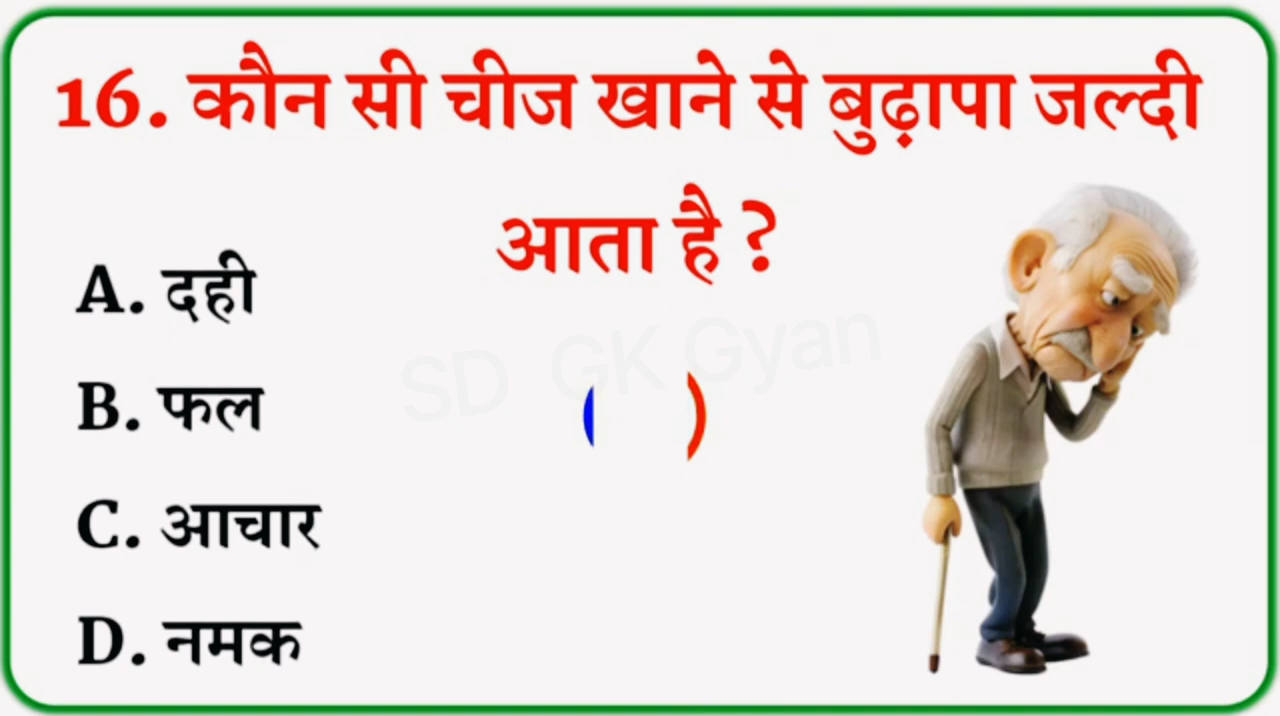 16. कौन सी चीज खाने से बुढ़ापा जल्दी
आता है ?
A. दही
SD GK Gyan
B. फल
( )
C. आचार
D. नमक